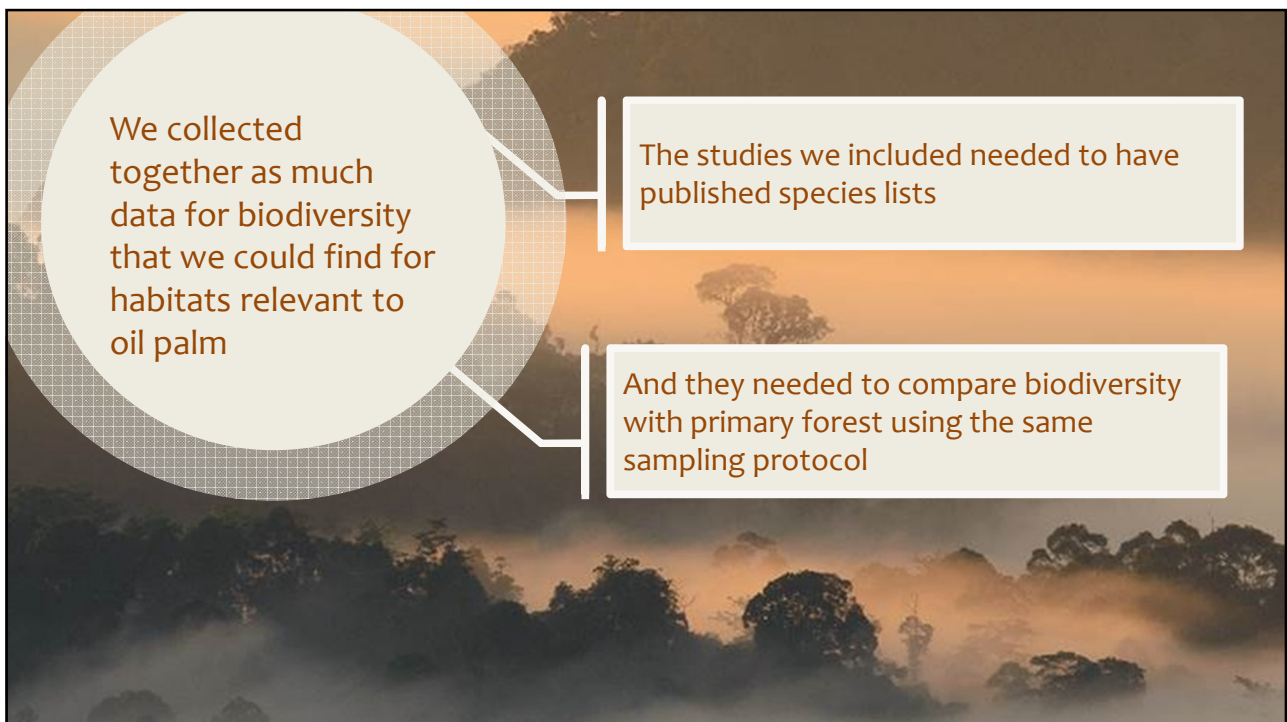 We collected
together as much
data for biodiversity
that we could find for
habitats relevant to
oil palm
The studies we included needed to have
published species lists
And they needed to compare biodiversity
with primary forest using the same
sampling protocol